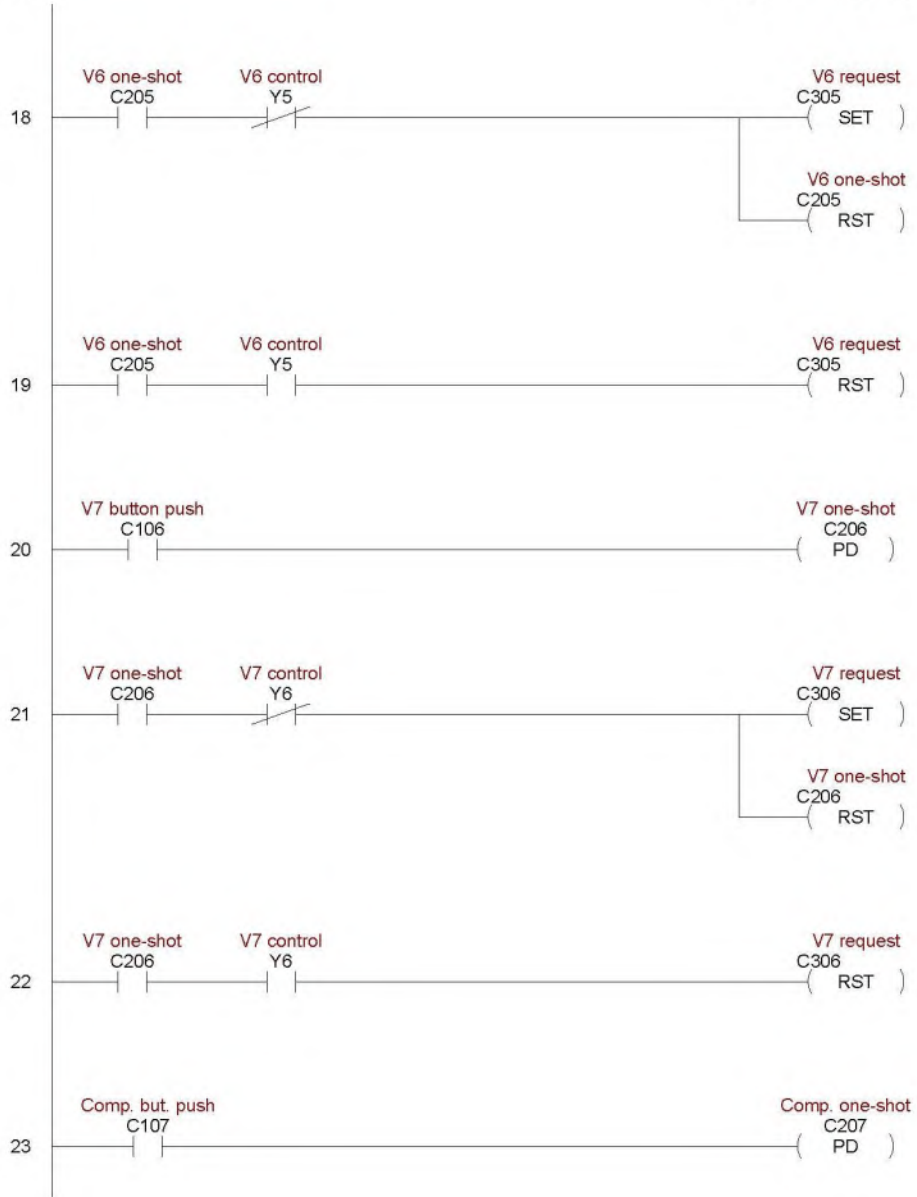 V6 one-shot V6 control V6 request
C205 Y5 C305
18 SET
V6 one-shot
C205
RST
V6 one-shot V6 control V6 request
C205 Y5 C305
19 RST
V7 button push V7 one-shot
C106 C206
20 PD
V7 one-shot V7 control V7 request
C206 Y6 C306
21 SET
V7 one-shot
C206
RST
V7 one-shot V7 control V7 request
C206 Y6 C306
22 RST
Comp. but. push Comp. one-shot
C107 C207
23 PD